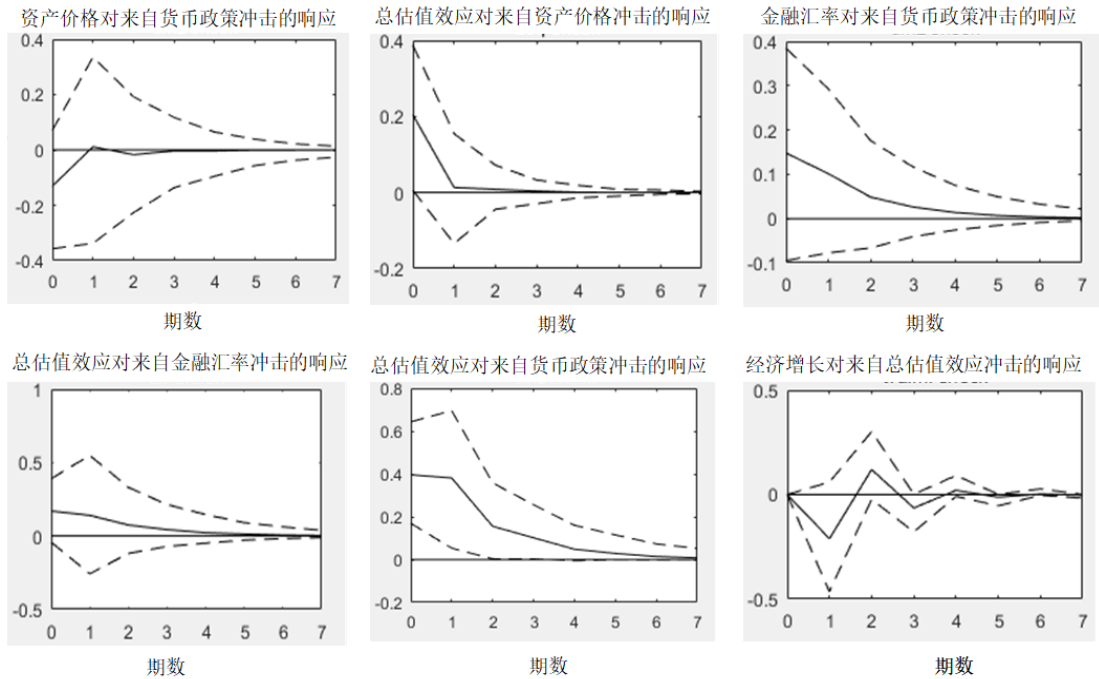 资产价格对来自货币政策冲击的响应
总估值效应对来自资产价格冲击的响应
金融汇率对来自货币政策冲击的响应
0.4
0.2
0
-0.2
-0.4
0 1 2 3 4 5 6 7
期数
0.4
0.2
0
-0.2
0 1 2 3 4 5 6 7
期数
0.4
0.3
0.2
0.1
0
-0.1
0 1 2 3 4 5 6 7
期数
总估值效应对来自金融汇率冲击的响应
总估值效应对来自货币政策冲击的响应
经济增长对来自总估值效应冲击的响应
1
0.5
0
-0.5
0 1 2 3 4 5 6 7
期数
0.8
0.6
0.4
0.2
0
-0.2
0 1 2 3 4 5 6 7
期数
0.5
0
-0.5
0 1 2 3 4 5 6 7
期数